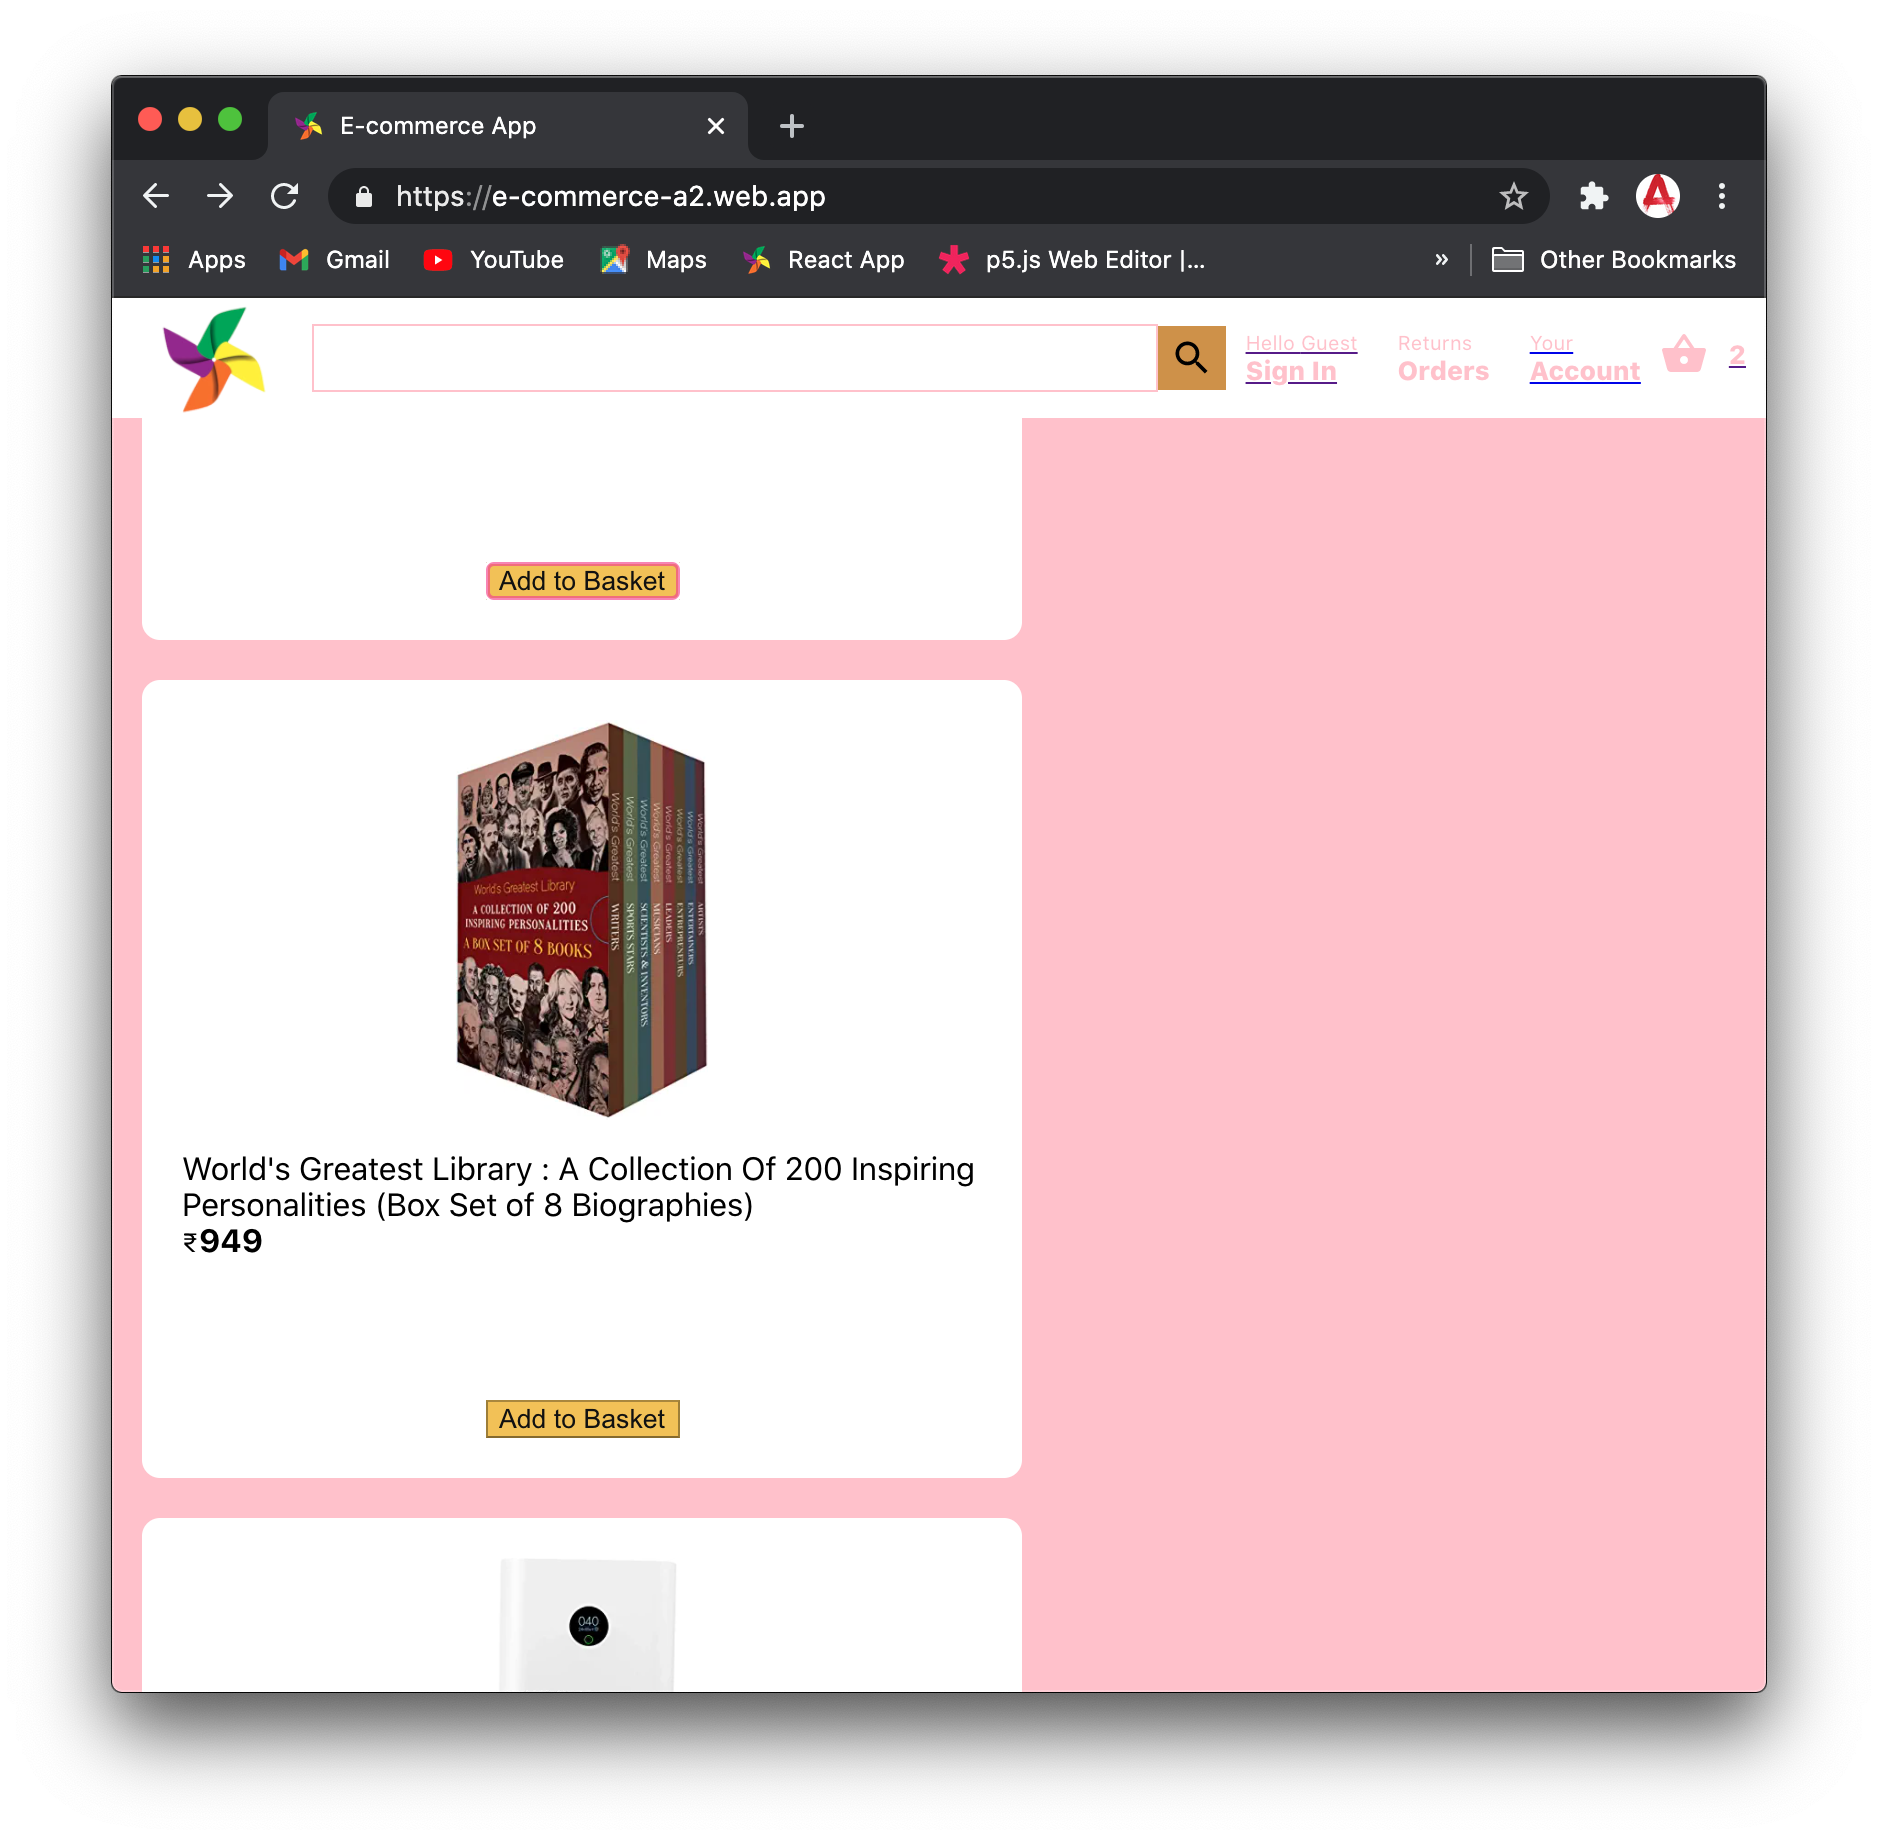 E-commerce App
https://e-commerce-a2.web.app
Apps
Gmail
YouTube
Maps
React App
p5.js Web Editor |...
»
Other Bookmarks
Hello Guest
Sign In
Returns
Orders
Your
Account
2
Add to Basket
World's Greatest Library
A COLLECTION OF 200
INSPIRING PERSONALITIES
A BOX SET OF 8 BOOKS
World's Greatest WRITERS
World's Greatest SPORTS STARS
World's Greatest SCIENTISTS & INVENTORS
World's Greatest MUSICIANS
World's Greatest LEADERS
World's Greatest ENTREPRENEURS
World's Greatest ENTERTAINERS
World's Greatest ARTISTS
World's Greatest Library : A Collection Of 200 Inspiring
Personalities (Box Set of 8 Biographies)
₹949
Add to Basket
040